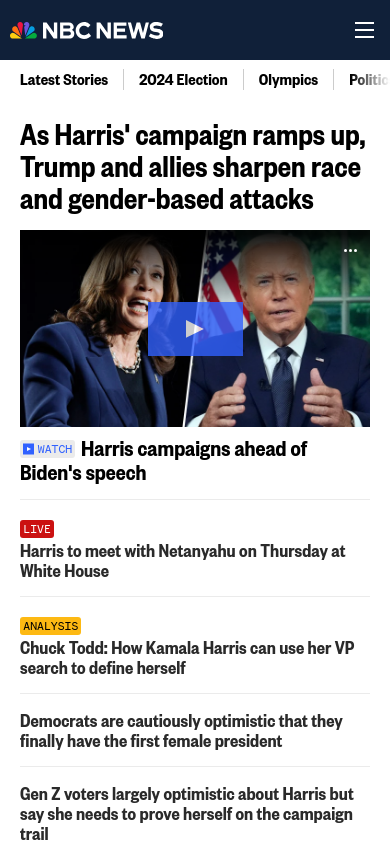 NBC NEWS
Latest Stories
2024 Election
Olympics
Politic
As Harris' campaign ramps up,
Trump and allies sharpen race
and gender-based attacks
WATCH Harris campaigns ahead of
Biden's speech
LIVE
Harris to meet with Netanyahu on Thursday at
White House
ANALYSIS
Chuck Todd: How Kamala Harris can use her VP
search to define herself
Democrats are cautiously optimistic that they
finally have the first female president
Gen Z voters largely optimistic about Harris but
say she needs to prove herself on the campaign
trail